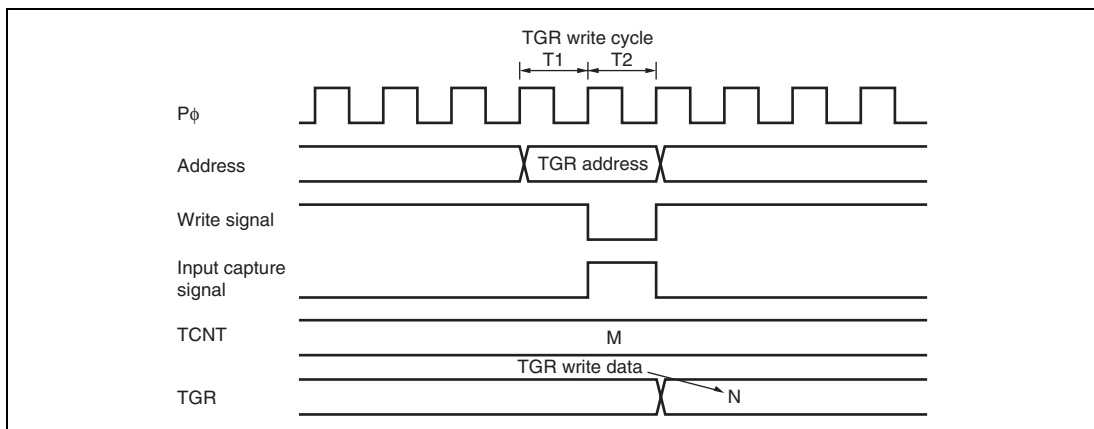 TGR write cycle
T1 T2
Pϕ
Address
TGR address
Write signal
Input capture
signal
TCNT
M
TGR write data
TGR
N